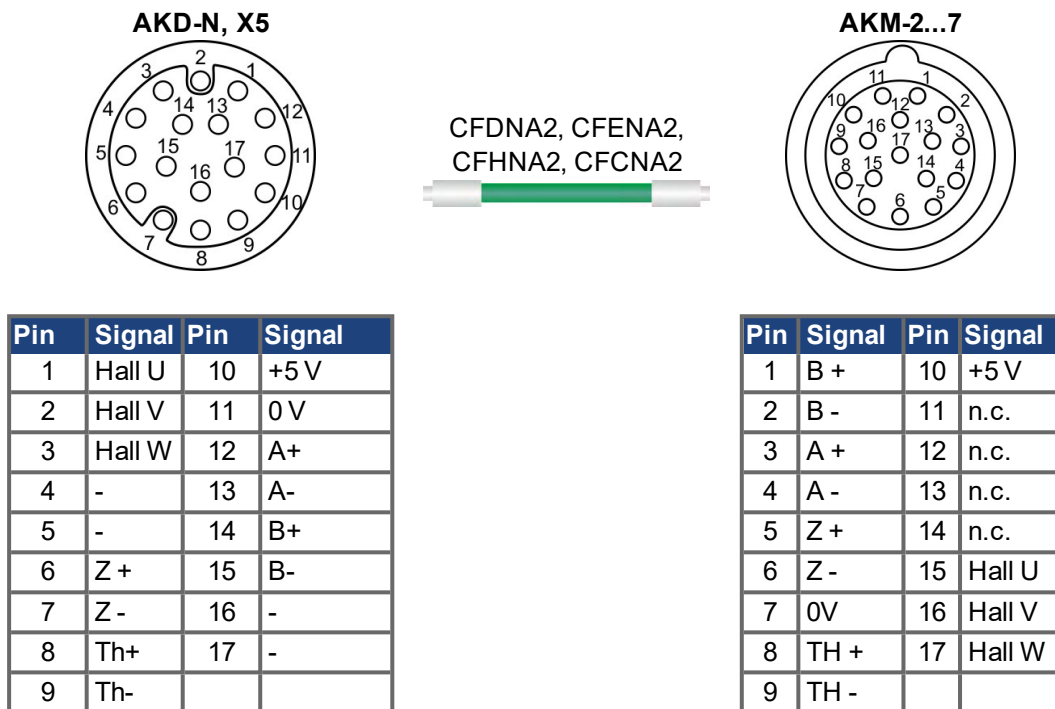 AKD-N, X5
AKM-2...7
2
3
1
4
14
13
12
5
15
17
11
16
6
10
7
9
8
CFDNA2, CFENA2,
CFHNA2, CFCNA2
11
1
10
12
2
9
16
17
13
3
8
15
14
4
7
5
6
Pin Signal Pin Signal
1 Hall U 10 +5 V
2 Hall V 11 0 V
3 Hall W 12 A+
4 - 13 A-
5 - 14 B+
6 Z + 15 B-
7 Z - 16 -
8 Th+ 17 -
9 Th-
Pin Signal Pin Signal
1 B + 10 +5 V
2 B - 11 n.c.
3 A + 12 n.c.
4 A - 13 n.c.
5 Z + 14 n.c.
6 Z - 15 Hall U
7 0V 16 Hall V
8 TH + 17 Hall W
9 TH -